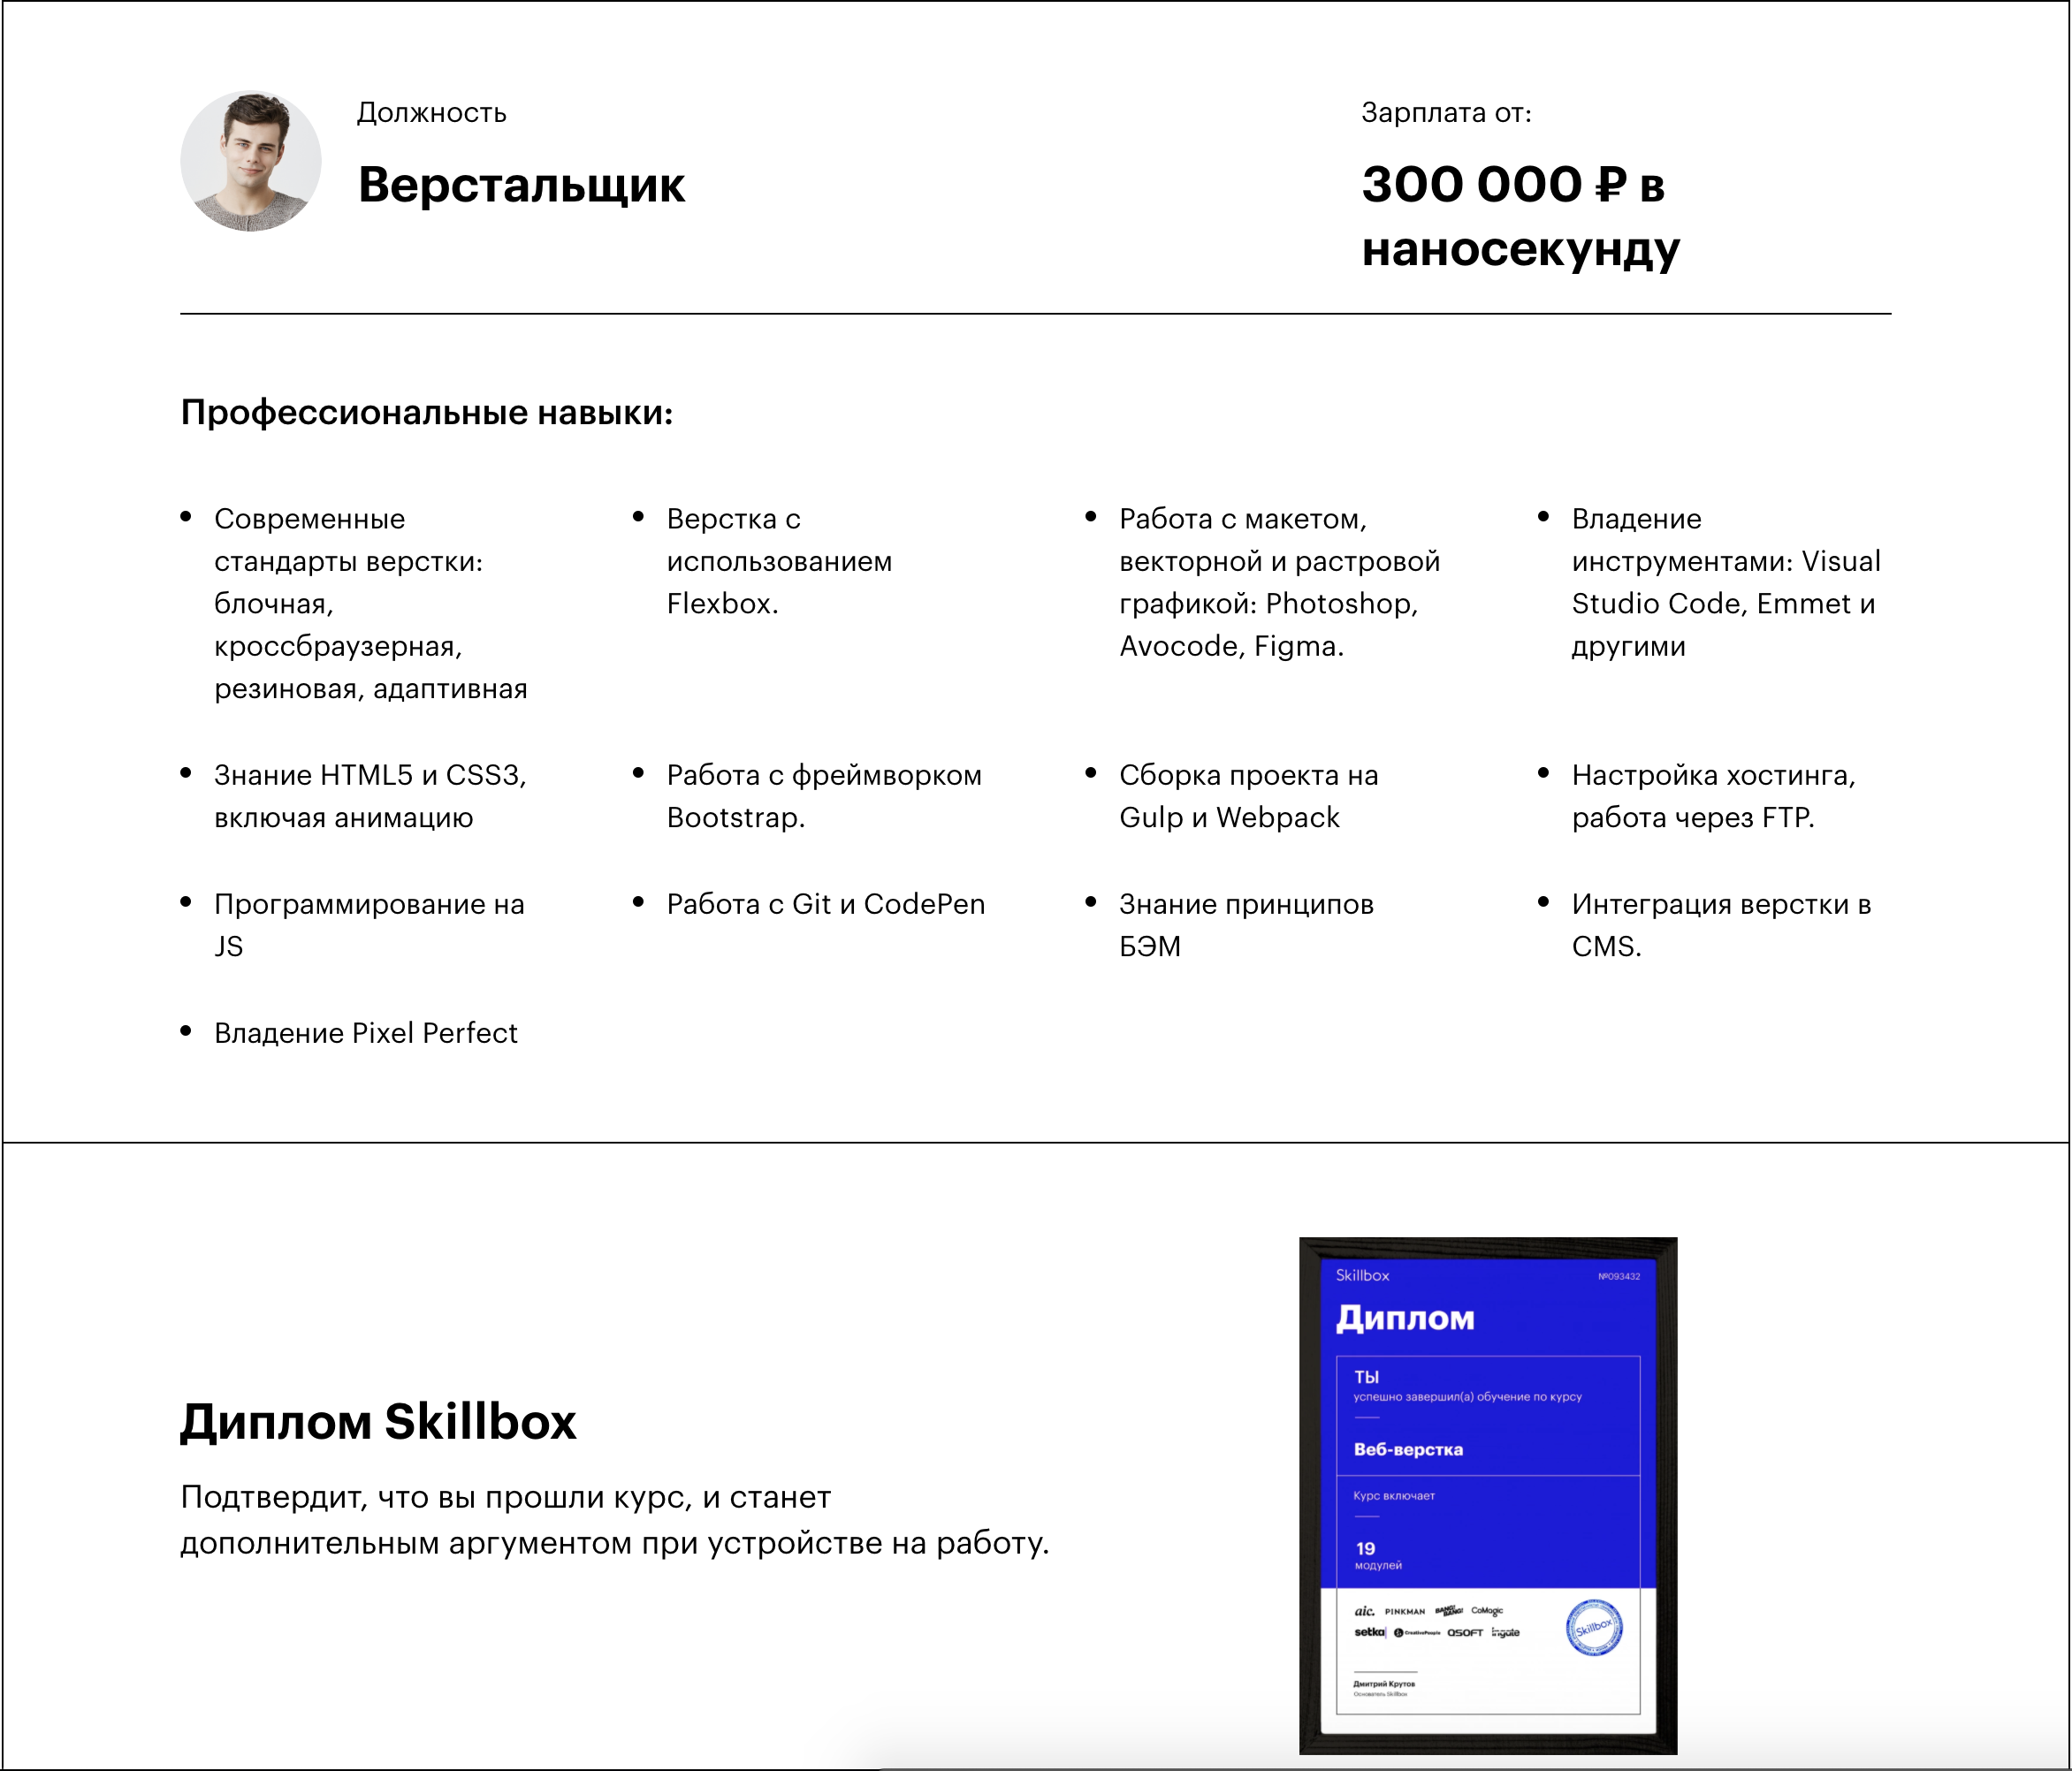 Должность
Верстальщик
Зарплата от:
300 000 ₽ в
наносекунду
Профессиональные навыки:
Современные
стандарты верстки:
блочная,
кроссбраузерная,
резиновая, адаптивная
Верстка с
использованием
Flexbox.
Работа с макетом,
векторной и растровой
графикой: Photoshop,
Avocode, Figma.
Владение
инструментами: Visual
Studio Code, Emmet и
другими
Знание HTML5 и CSS3,
включая анимацию
Работа с фреймворком
Bootstrap.
Сборка проекта на
Gulp и Webpack
Настройка хостинга,
работа через FTP.
Программирование на
JS
Работа с Git и CodePen
Знание принципов
БЭМ
Интеграция верстки в
CMS.
Владение Pixel Perfect
Диплом Skillbox
Подтвердит, что вы прошли курс, и станет
дополнительным аргументом при устройстве на работу.
Skillbox
№093432
Диплом
ТЫ
успешно завершил(а) обучение по курсу
Веб-верстка
Курс включает
19
модулей
aic. PINKMAN BANG! BANG! CoMagic
setka CreativePeople QSOFT ingate
Skillbox
Дмитрий Крутов
Основатель Skillbox